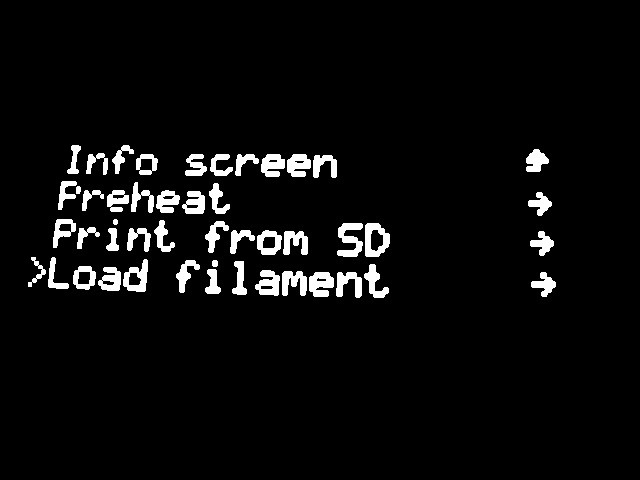 Info screen ↑
Preheat →
Print from SD →
>Load filament →